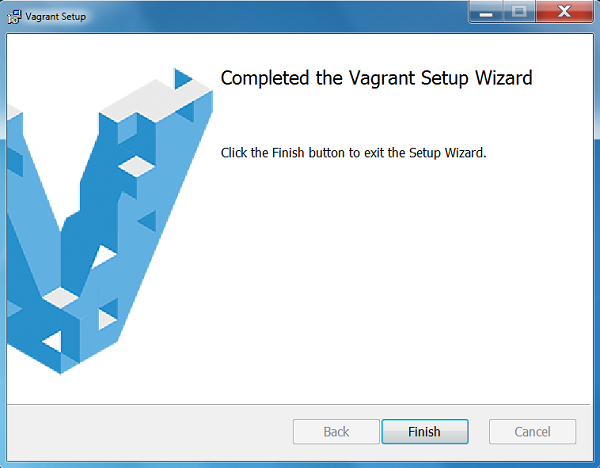 Vagrant Setup
Completed the Vagrant Setup Wizard
Click the Finish button to exit the Setup Wizard.
Back
Finish
Cancel